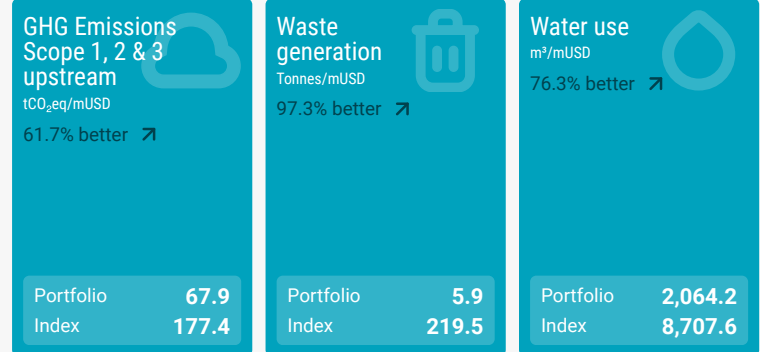 GHG Emissions
Scope 1, 2 & 3
upstream
tCO₂eq/mUSD
61.7% better
Portfolio 67.9
Index 177.4
Waste
generation
Tonnes/mUSD
97.3% better
Portfolio 5.9
Index 219.5
Water use
m³/mUSD
76.3% better
Portfolio 2,064.2
Index 8,707.6